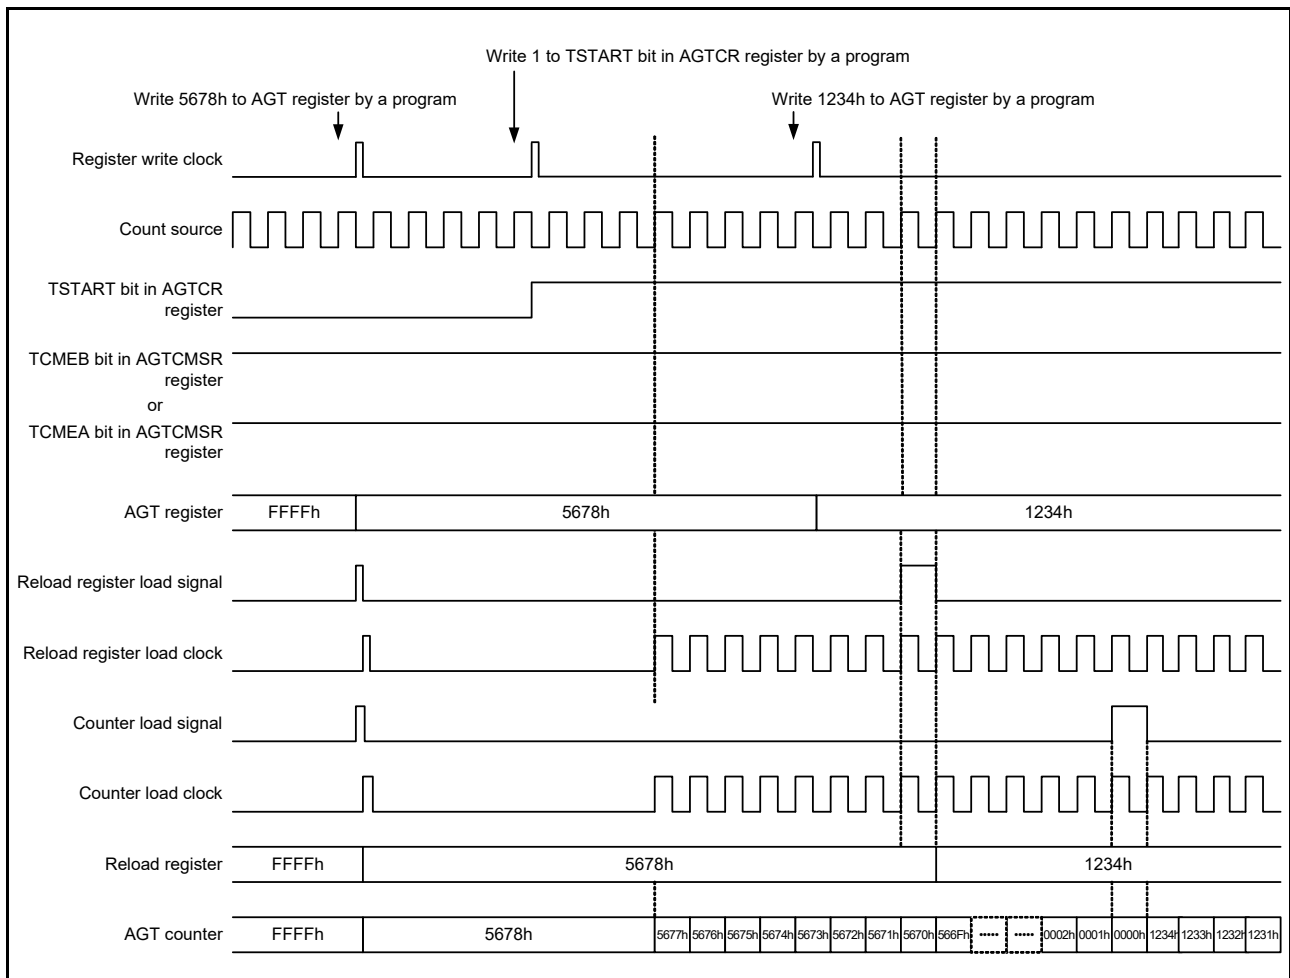 Write 1 to TSTART bit in AGTCR register by a program
Write 5678h to AGT register by a program
Write 1234h to AGT register by a program
Register write clock
Count source
TSTART bit in AGTCR
register
TCMEB bit in AGTCMSR
register
or
TCMEA bit in AGTCMSR
register
AGT register FFFFh 5678h 1234h
Reload register load signal
Reload register load clock
Counter load signal
Counter load clock
Reload register FFFFh 5678h 1234h
AGT counter FFFFh 5678h 5677h 5676h 5675h 5674h 5673h 5672h 5671h 5670h 566Fh ••••• ••••• 0002h 0001h 0000h 1234h 1233h 1232h 1231h